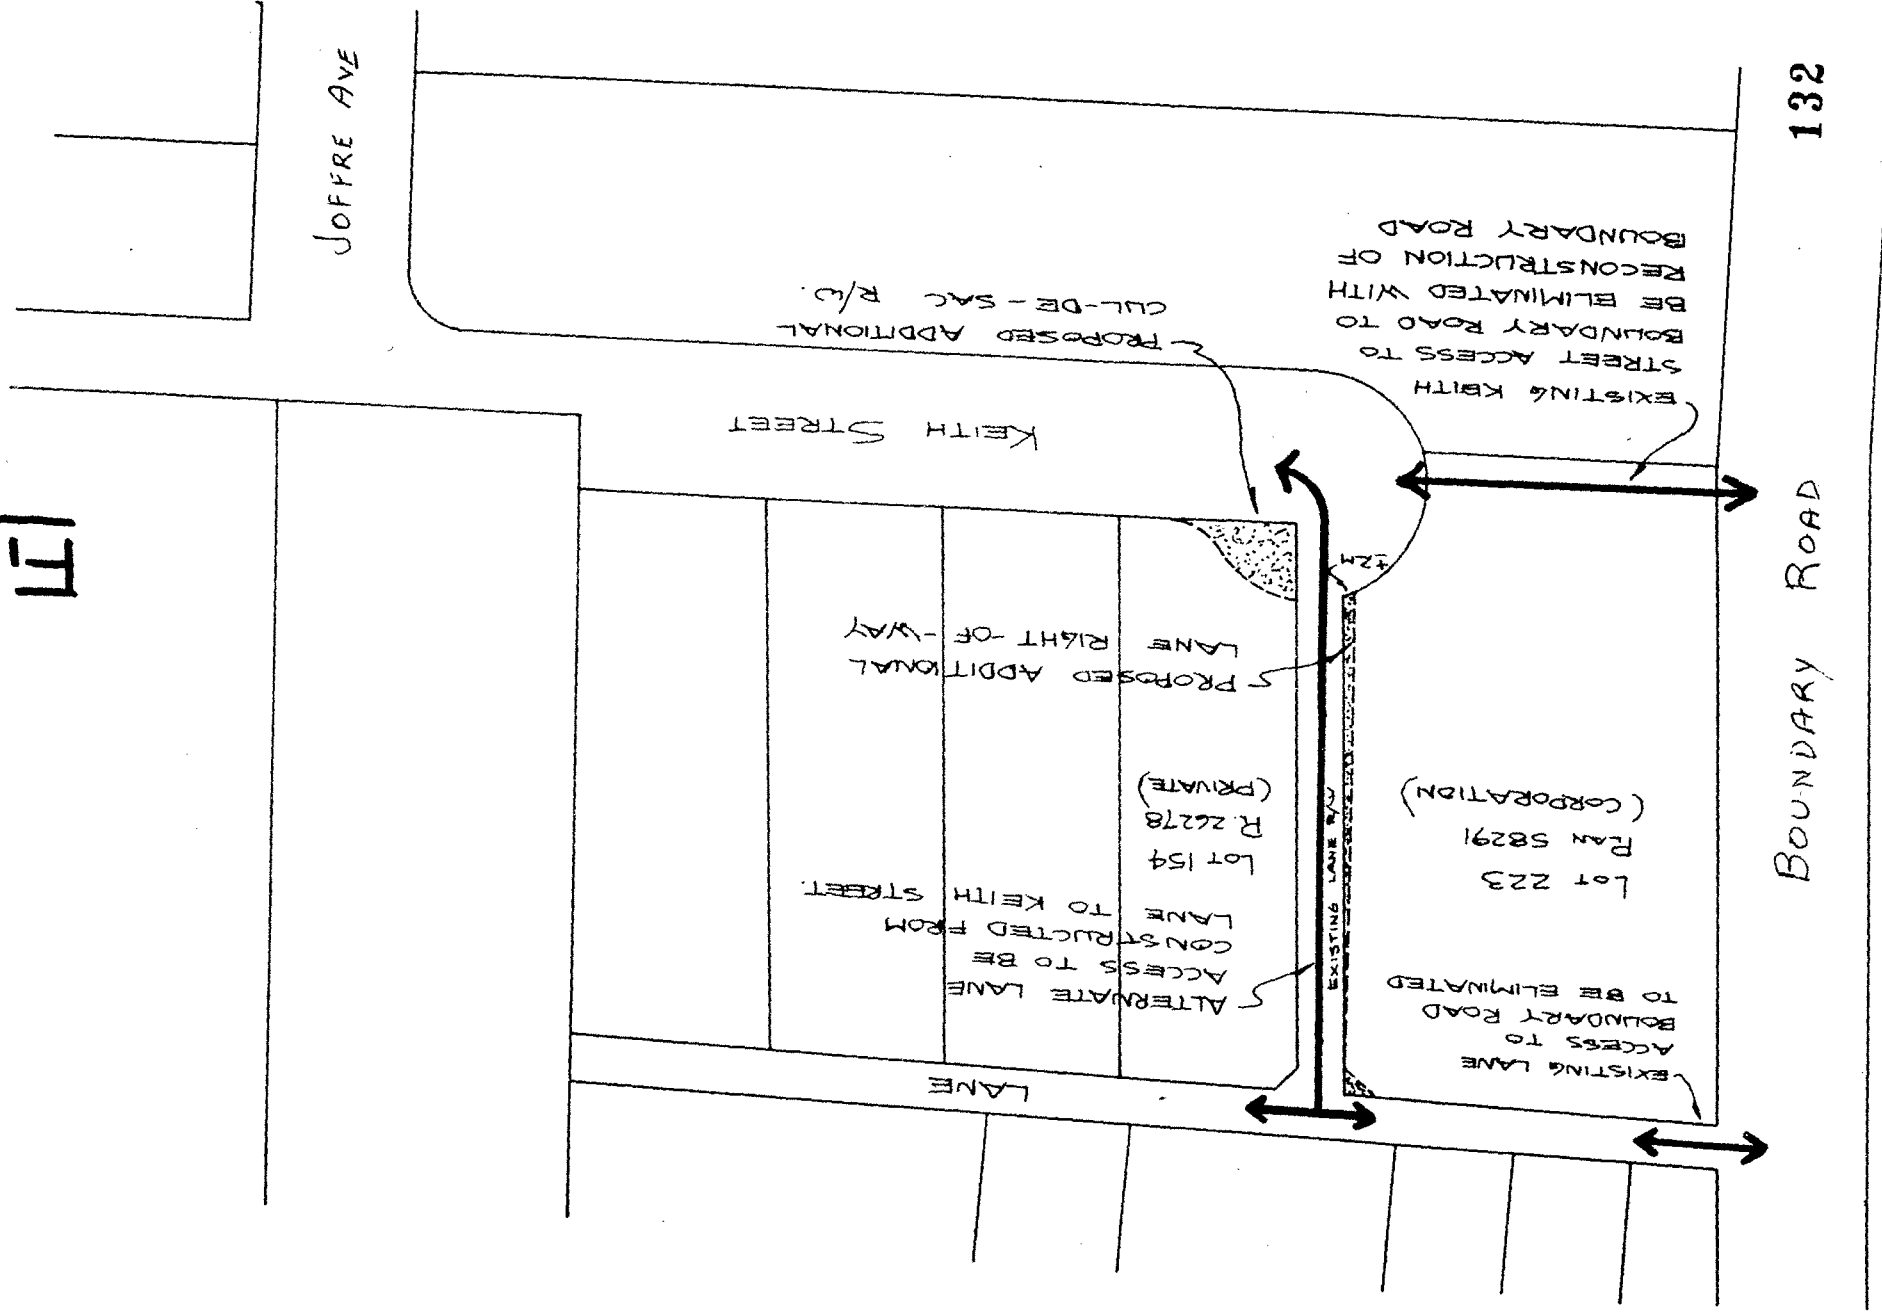 132
JOFFRE AVE
BOUNDARY ROAD
KEITH STREET
EXISTING KEITH
STREET ACCESS TO
BOUNDARY ROAD TO
BE ELIMINATED WITH
RECONSTRUCTION OF
BOUNDARY ROAD
PROPOSED ADDITIONAL
CUL-DE-SAC R/W.
±2M
PROPOSED ADDITIONAL
LANE RIGHT-OF-WAY
EXISTING LANE R/W
LOT 154
P. 26278
(PRIVATE)
LOT 223
PLAN 58291
(CORPORATION)
ALTERNATE LANE
ACCESS TO BE
CONSTRUCTED FROM
LANE TO KEITH STREET.
EXISTING LANE
ACCESS TO
BOUNDARY ROAD
TO BE ELIMINATED
LANE